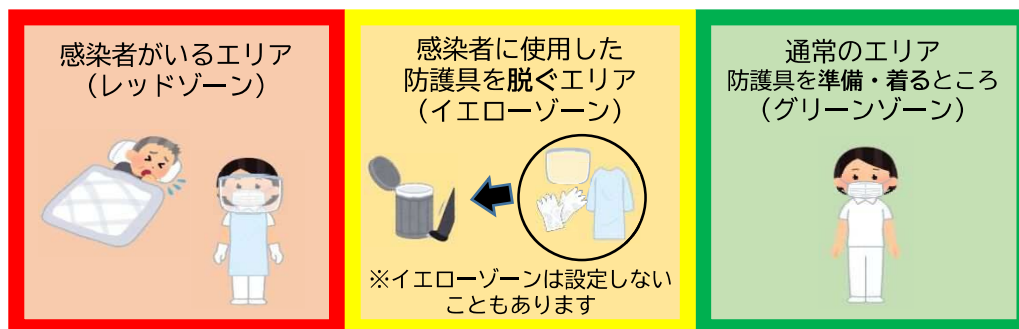 感染者がいるエリア
（レッドゾーン）
感染者に使用した
防護具を脱ぐエリア
（イエローゾーン）
※イエローゾーンは設定しない
こともあります
通常のエリア
防護具を準備・着るところ
（グリーンゾーン）